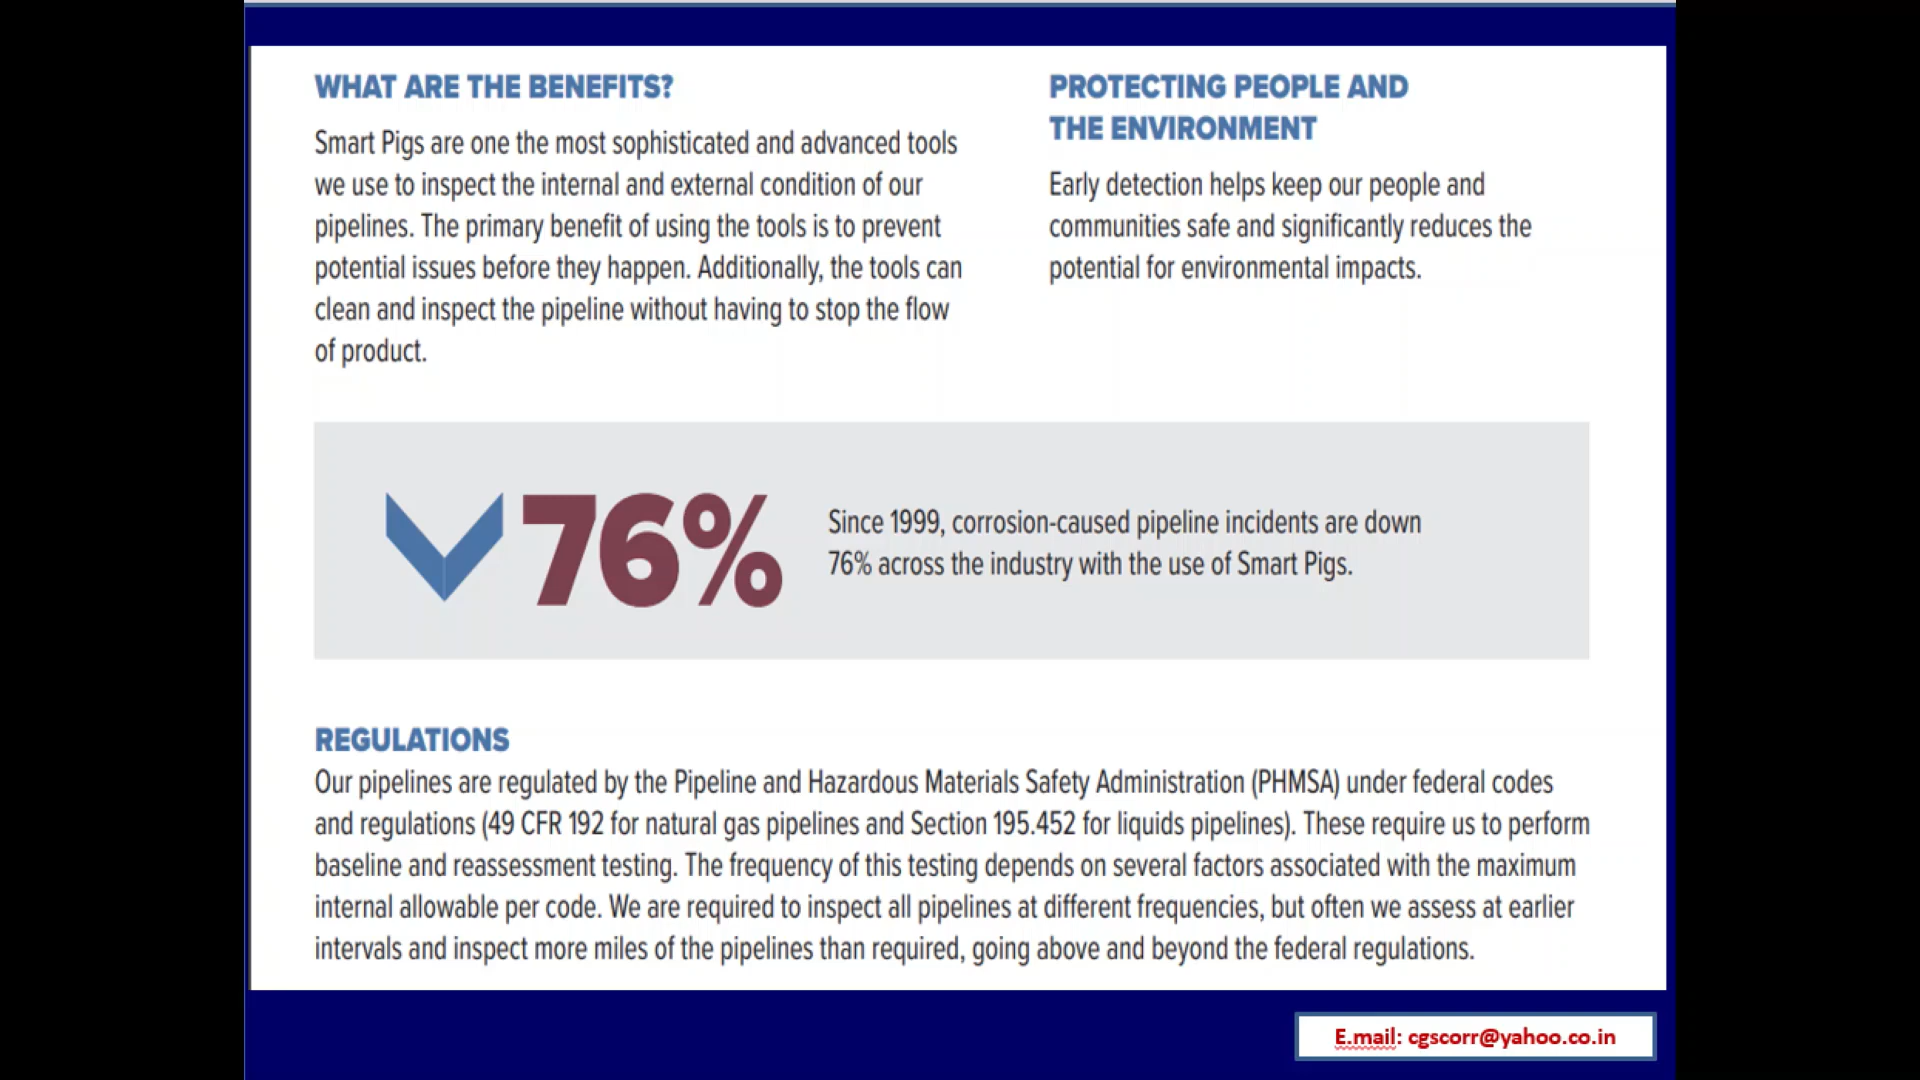 WHAT ARE THE BENEFITS?
Smart Pigs are one the most sophisticated and advanced tools
we use to inspect the internal and external condition of our
pipelines. The primary benefit of using the tools is to prevent
potential issues before they happen. Additionally, the tools can
clean and inspect the pipeline without having to stop the flow
of product.
PROTECTING PEOPLE AND
THE ENVIRONMENT
Early detection helps keep our people and
communities safe and significantly reduces the
potential for environmental impacts.
76%
Since 1999, corrosion-caused pipeline incidents are down
76% across the industry with the use of Smart Pigs.
REGULATIONS
Our pipelines are regulated by the Pipeline and Hazardous Materials Safety Administration (PHMSA) under federal codes
and regulations (49 CFR 192 for natural gas pipelines and Section 195.452 for liquids pipelines). These require us to perform
baseline and reassessment testing. The frequency of this testing depends on several factors associated with the maximum
internal allowable per code. We are required to inspect all pipelines at different frequencies, but often we assess at earlier
intervals and inspect more miles of the pipelines than required, going above and beyond the federal regulations.
E.mail: cgscorr@yahoo.co.in